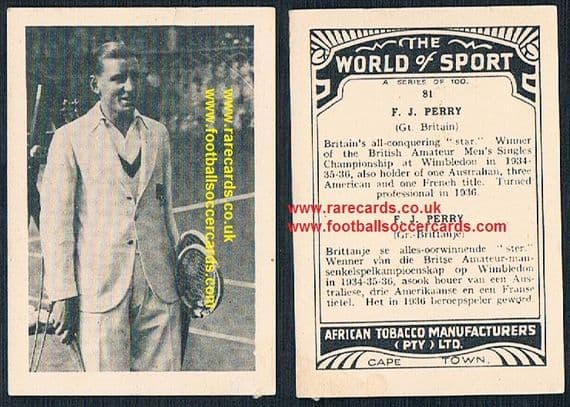 www.rarecards.co.uk
www.footballsoccercards.co.uk
THE
WORLD of SPORT
A SERIES OF 100.
81
F. J. PERRY
(Gt. Britain)
Britain's all-conquering "star." Winner
of the British Amateur Men's Singles
Championship at Wimbledon in 1934-
35-36, also holder of one Australian, three
American and one French title. Turned
professional in 1936.
www.rarecards.co.uk
F. J. PERRY
www.footballsoccercards.co.uk
(Gr.-Brittanje)
Brittanje se alles-oorwinnende "ster."
Wenner van die Britse Amateur-man-
senkelspelkampioenskap op Wimbledon
in 1934-35-36, asook houer van een Aus-
traliese, drie Amerikaanse en een Franse
tietel. Het in 1936 beroepspeler geword
AFRICAN TOBACCO MANUFACTURERS
(PTY) LTD.
CAPE TOWN.